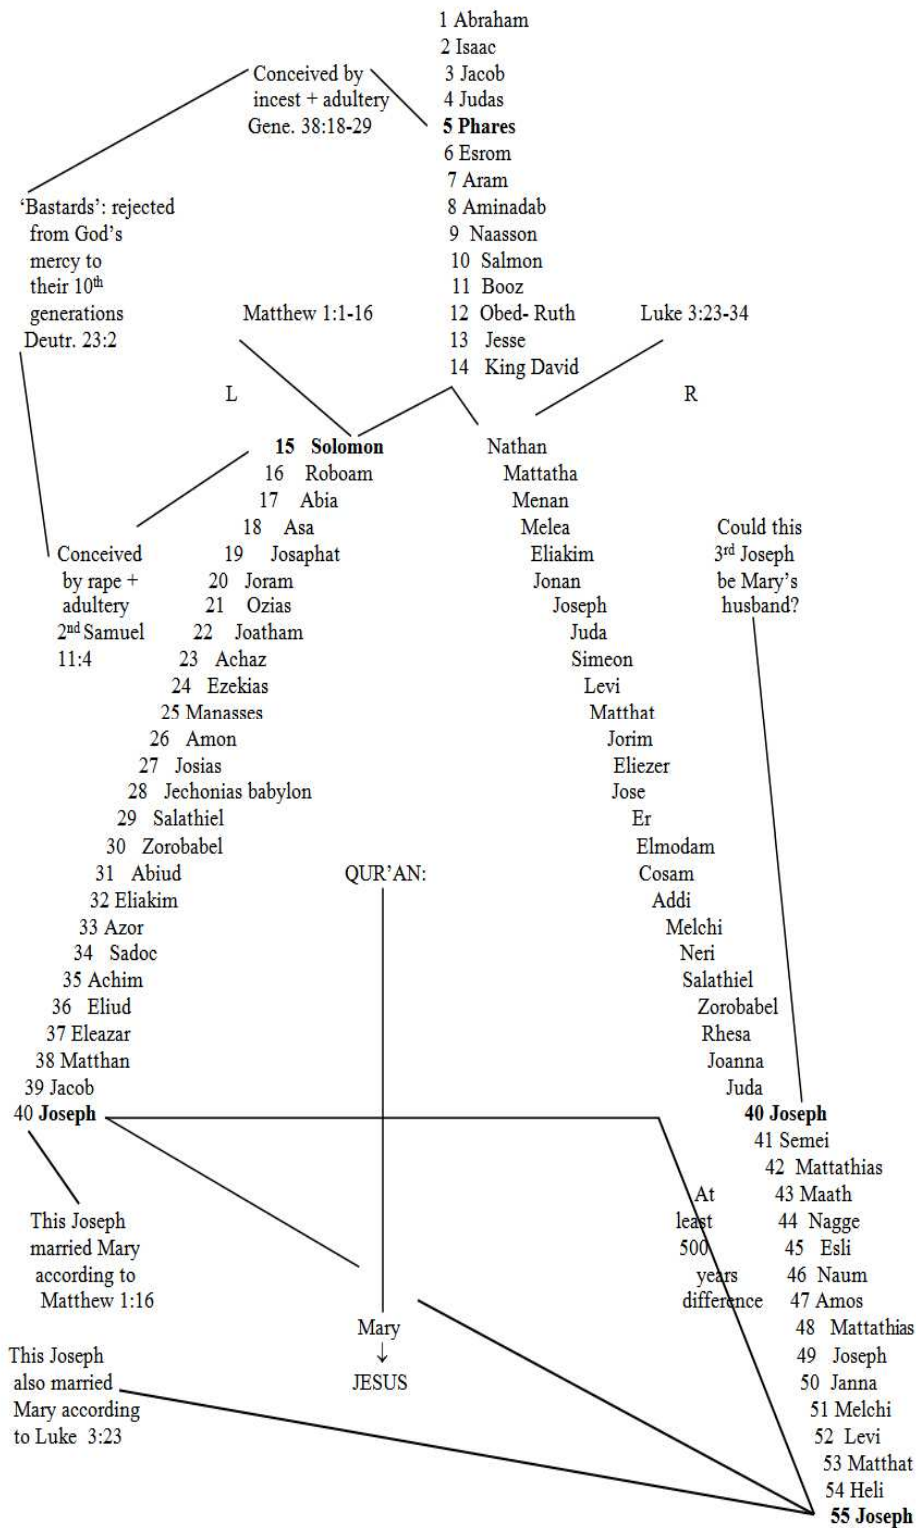 1 Abraham
2 Isaac
3 Jacob
4 Judas
5 Phares
6 Esrom
7 Aram
8 Aminadab
9 Naasson
10 Salmon
11 Booz
12 Obed- Ruth
13 Jesse
14 King David
Conceived by
incest + adultery
Gene. 38:18-29
‘Bastards’: rejected
from God’s
mercy to
their 10th
generations
Deutr. 23:2
Matthew 1:1-16
Luke 3:23-34
L
R
15 Solomon
16 Roboam
17 Abia
18 Asa
19 Josaphat
20 Joram
21 Ozias
22 Joatham
23 Achaz
24 Ezekias
25 Manasses
26 Amon
27 Josias
28 Jechonias babylon
29 Salathiel
30 Zorobabel
31 Abiud
32 Eliakim
33 Azor
34 Sadoc
35 Achim
36 Eliud
37 Eleazar
38 Matthan
39 Jacob
40 Joseph
Conceived
by rape +
adultery
2nd Samuel
11:4
Nathan
Mattatha
Menan
Melea
Eliakim
Jonan
Joseph
Juda
Simeon
Levi
Matthat
Jorim
Eliezer
Jose
Er
Elmodam
Cosam
Addi
Melchi
Neri
Salathiel
Zorobabel
Rhesa
Joanna
Juda
40 Joseph
41 Semei
42 Mattathias
43 Maath
44 Nagge
45 Esli
46 Naum
47 Amos
48 Mattathias
49 Joseph
50 Janna
51 Melchi
52 Levi
53 Matthat
54 Heli
55 Joseph
Could this
3rd Joseph
be Mary’s
husband?
QUR’AN:
At
least
500
years
difference
This Joseph
married Mary
according to
Matthew 1:16
Mary
↓
JESUS
This Joseph
also married
Mary according
to Luke 3:23